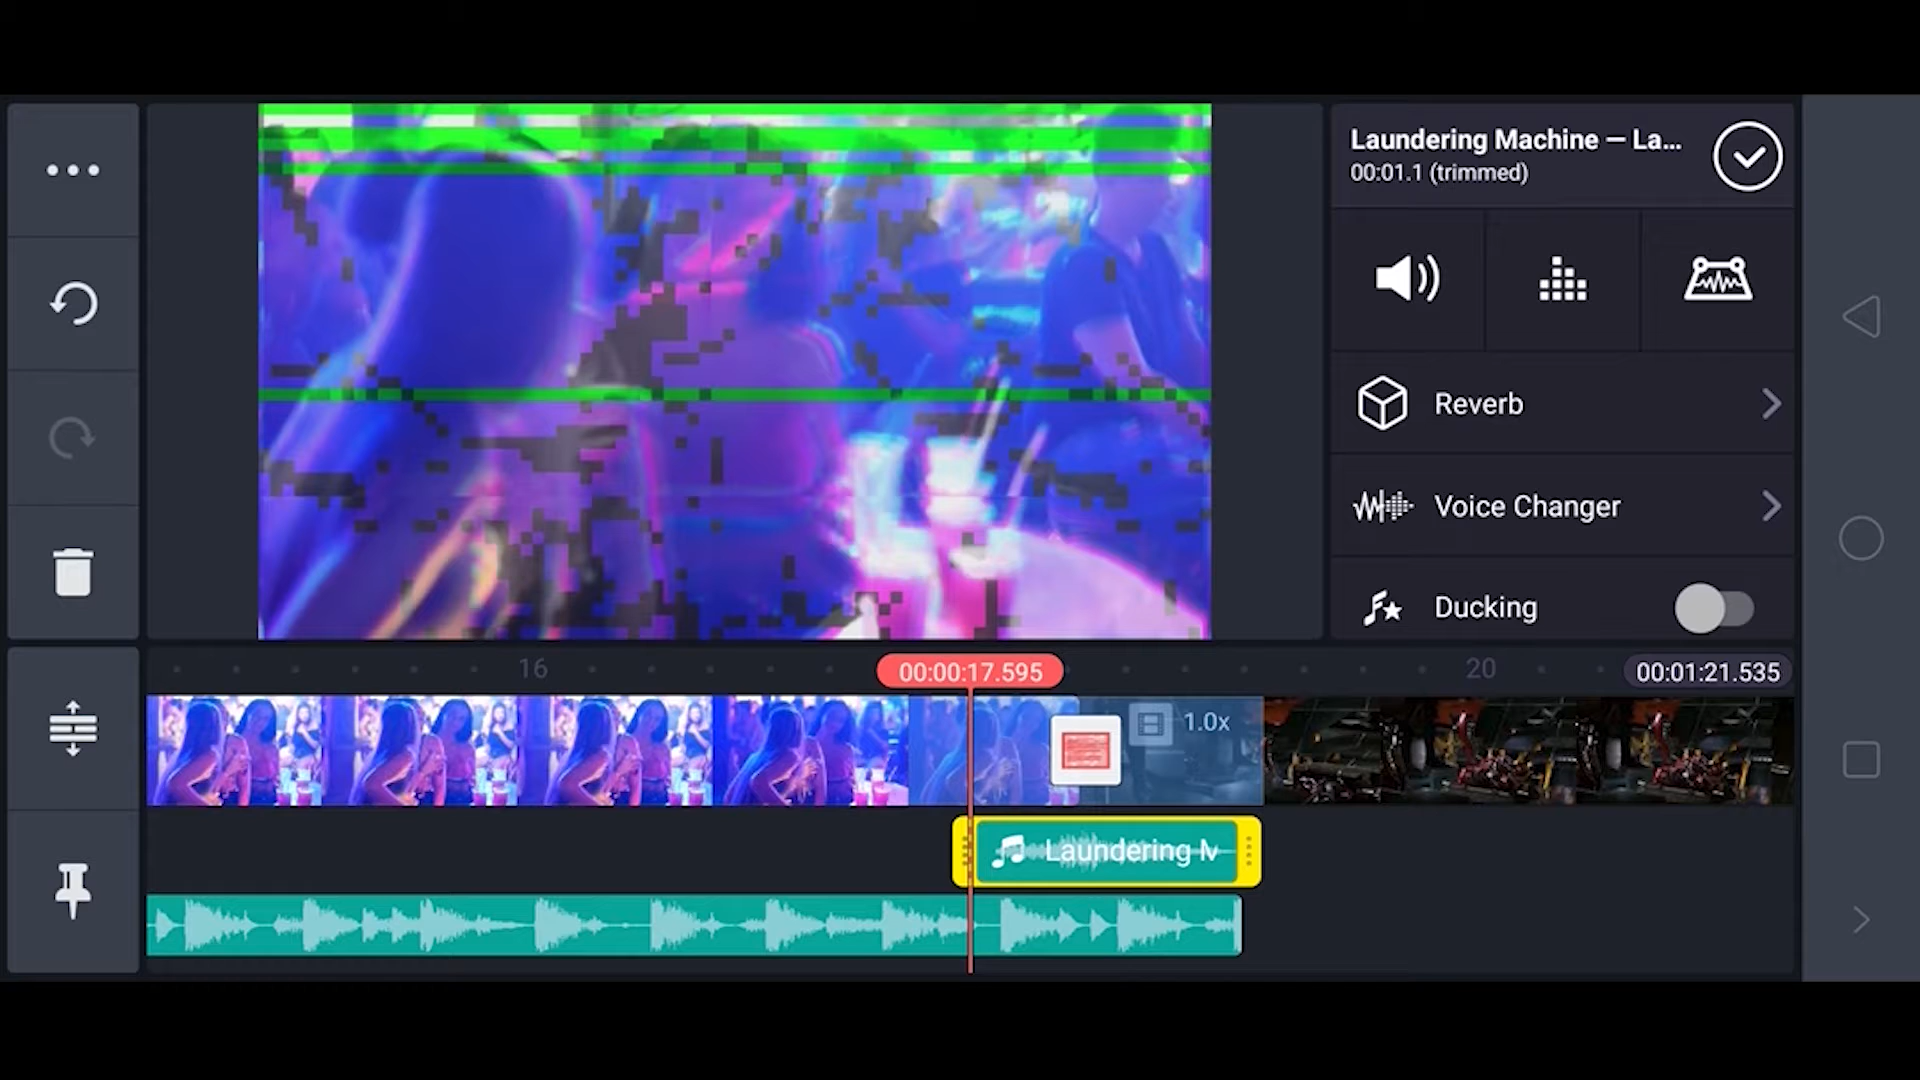 Laundering Machine — La...
00:01.1 (trimmed)
Reverb
Voice Changer
Ducking
16
00:00:17.595
20
00:01:21.535
1.0x
Laundering M